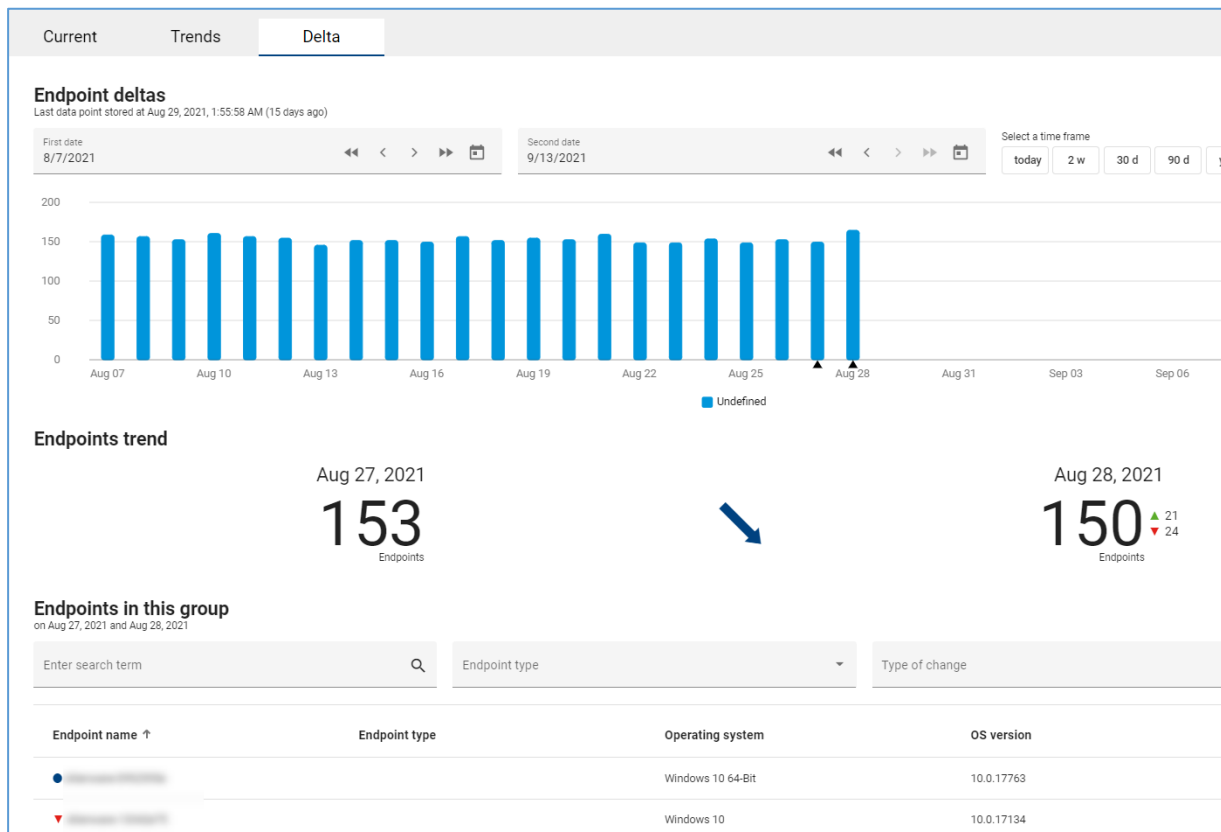 Current Trends Delta
Endpoint deltas
Last data point stored at Aug 29, 2021, 1:55:58 AM (15 days ago)
First date
8/7/2021
Second date
9/13/2021
Select a time frame
today 2 w 30 d 90 d y
200
150
100
50
0
Aug 07 Aug 10 Aug 13 Aug 16 Aug 19 Aug 22 Aug 25 Aug 28 Aug 31 Sep 03 Sep 06
Undefined
Endpoints trend
Aug 27, 2021
153
Endpoints
Aug 28, 2021
150
21
24
Endpoints
Endpoints in this group
on Aug 27, 2021 and Aug 28, 2021
Enter search term
Endpoint type
Type of change
Endpoint name Endpoint type Operating system OS version
Windows 10 64-Bit 10.0.17763
Windows 10 10.0.17134